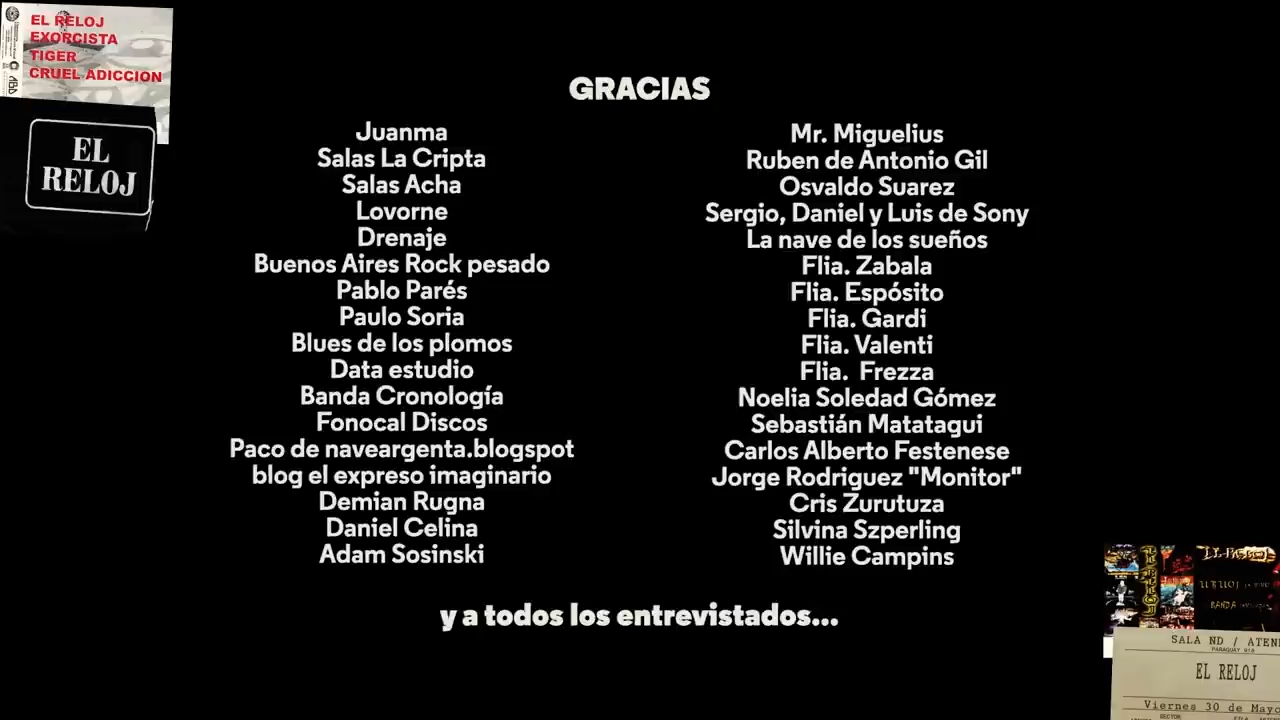 EL RELOJ
EXORCISTA
TIGER
CRUEL ADICCION
EL
RELOJ
GRACIAS
Juanma
Salas La Cripta
Salas Acha
Lovorne
Drenaje
Buenos Aires Rock pesado
Pablo Parés
Paulo Soria
Blues de los plomos
Data estudio
Banda Cronología
Fonocal Discos
Paco de naveargenta.blogspot
blog el expreso imaginario
Demian Rugna
Daniel Celina
Adam Sosinski
Mr. Miguelius
Ruben de Antonio Gil
Osvaldo Suarez
Sergio, Daniel y Luis de Sony
La nave de los sueños
Flia. Zabala
Flia. Espósito
Flia. Gardi
Flia. Valenti
Flia.  Frezza
Noelia Soledad Gómez
Sebastián Matatagui
Carlos Alberto Festenese
Jorge Rodriguez "Monitor"
Cris Zurutuza
Silvina Szperling
Willie Campins
y a todos los entrevistados...
SALA ND / ATEN
PARAGUAY 918
EL RELOJ
Viernes 30 de Mayo
SECTOR